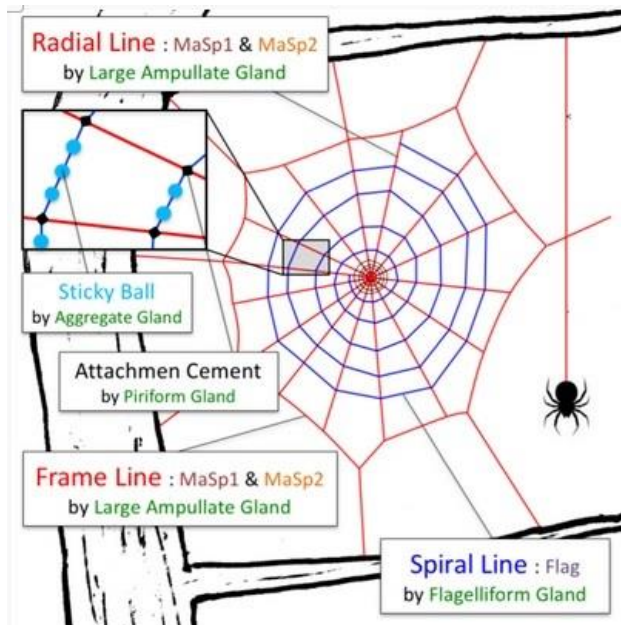 Radial Line : MaSp1 & MaSp2
by Large Ampullate Gland
Sticky Ball
by Aggregate Gland
Attachmen Cement
by Piriform Gland
Frame Line : MaSp1 & MaSp2
by Large Ampullate Gland
Spiral Line : Flag
by Flagelliform Gland